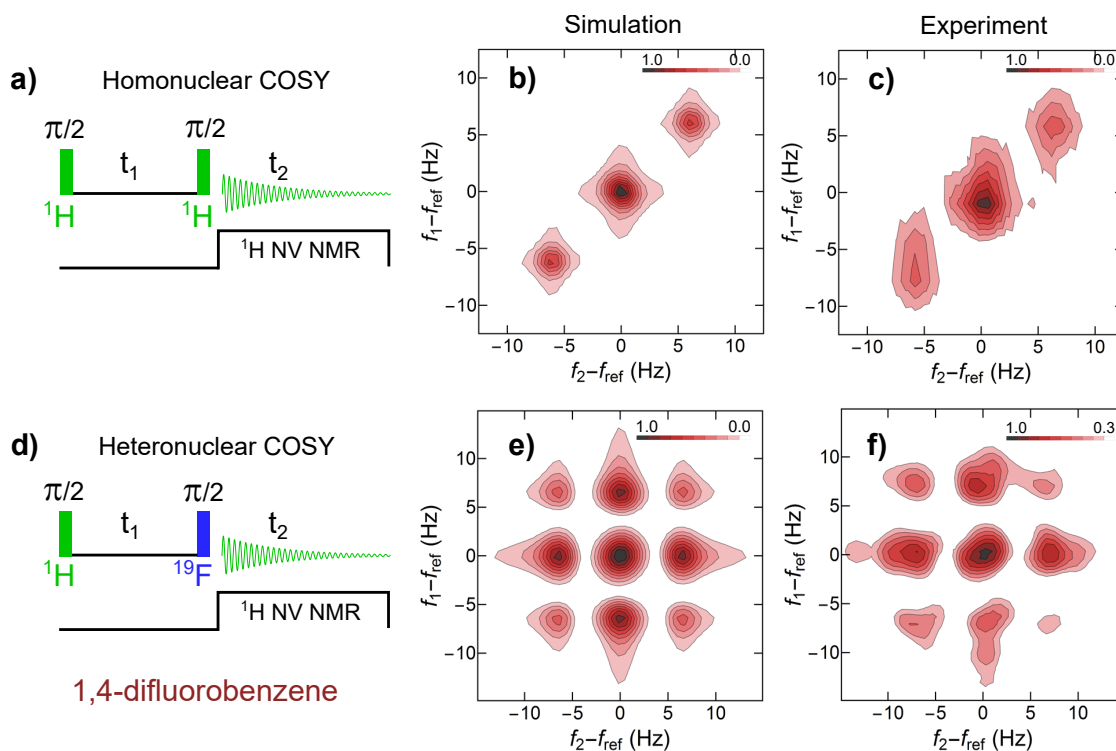 Simulation
Experiment
a)
Homonuclear COSY
π/2
π/2
t1
t2
¹H
¹H
¹H NV NMR
b)
1.0
0.0
10
5
0
−5
−10
f1−fref (Hz)
−10
−5
0
5
10
f2−fref (Hz)
c)
1.0
0.0
10
5
0
−5
−10
f1−fref (Hz)
−10
−5
0
5
10
f2−fref (Hz)
d)
Heteronuclear COSY
π/2
π/2
t1
t2
¹H
¹⁹F
¹H NV NMR
1,4-difluorobenzene
e)
1.0
0.0
10
5
0
−5
−10
f1−fref (Hz)
−10
−5
0
5
10
f2−fref (Hz)
f)
1.0
0.3
10
5
0
−5
−10
f1−fref (Hz)
−10
−5
0
5
10
f2−fref (Hz)